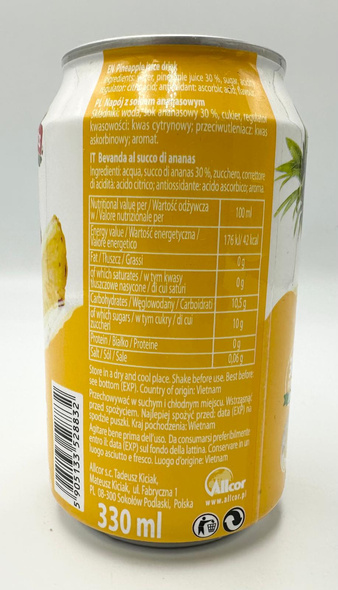 EN Pineapple juice drink
Ingredients: water, pineapple juice 30 %, sugar, acidity
regulator: citric acid; antioxidant: ascorbic acid; flavour.
PL Napój z sokiem ananasowym
Składniki: woda, sok ananasowy 30 %, cukier, regulator
kwasowości: kwas cytrynowy; przeciwutleniacz: kwas
askorbinowy; aromat.
IT Bevanda al succo di ananas
Ingredienti: acqua, succo di ananas 30 %, zucchero, correttore
di acidità: acido citrico; antiossidante: acido ascorbico; aroma.
Nutritional value per / Wartość odżywcza
w / Valore nutrizionale per 100 ml
Energy value / Wartość energetyczna /
Valore energetico 176 kJ/ 42 kcal
Fat / Tłuszcz / Grassi 0 g
of which saturates / w tym kwasy
tłuszczowe nasycone / di cui saturi 0 g
Carbohydrates / Węglowodany / Carboidrati 10,5 g
of which sugars / w tym cukry / di cui
zuccheri 10 g
Protein / Białko / Proteine 0 g
Salt / Sól / Sale 0,06 g
Store in a dry and cool place. Shake before use. Best before:
see bottom (EXP). Country of origin: Vietnam
Przechowywać w suchym i chłodnym miejscu. Wstrząsnąć
przed spożyciem. Najlepiej spożyć przed: data (EXP) na
spodzie puszki. Kraj pochodzenia: Wietnam
Agitare bene prima dell'uso. Da consumarsi preferibilmente
entro il: data (EXP) sul fondo della lattina. Conservare in un
luogo asciutto e fresco. Luogo d'origine: Vietnam
Allcor s.c. Tadeusz Kiciak,
Mateusz Kiciak, ul. Fabryczna 1
PL 08-300 Sokołów Podlaski, Polska
330 ml
Allcor
www.allcor.pl
5 905133 528832